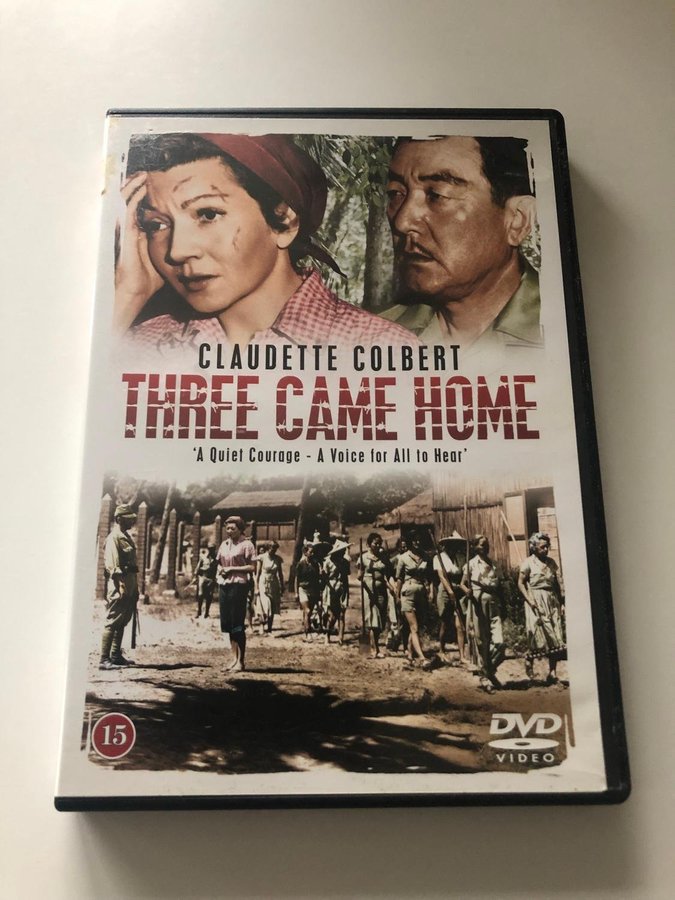 CLAUDETTE COLBERT
THREE CAME HOME
'A Quiet Courage - A Voice for All to Hear'
15
DVD
VIDEO